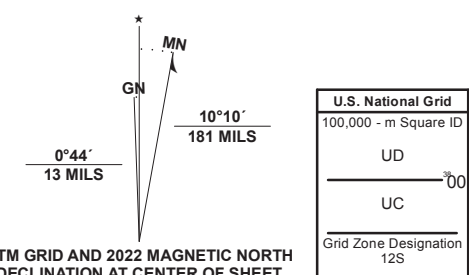 ★
MN
GN
10°10´
181 MILS
0°44´
13 MILS
TM GRID AND 2022 MAGNETIC NORTH
DECLINATION AT CENTER OF SHEET
U.S. National Grid
100,000 - m Square ID
UD
³⁸00
UC
Grid Zone Designation
12S